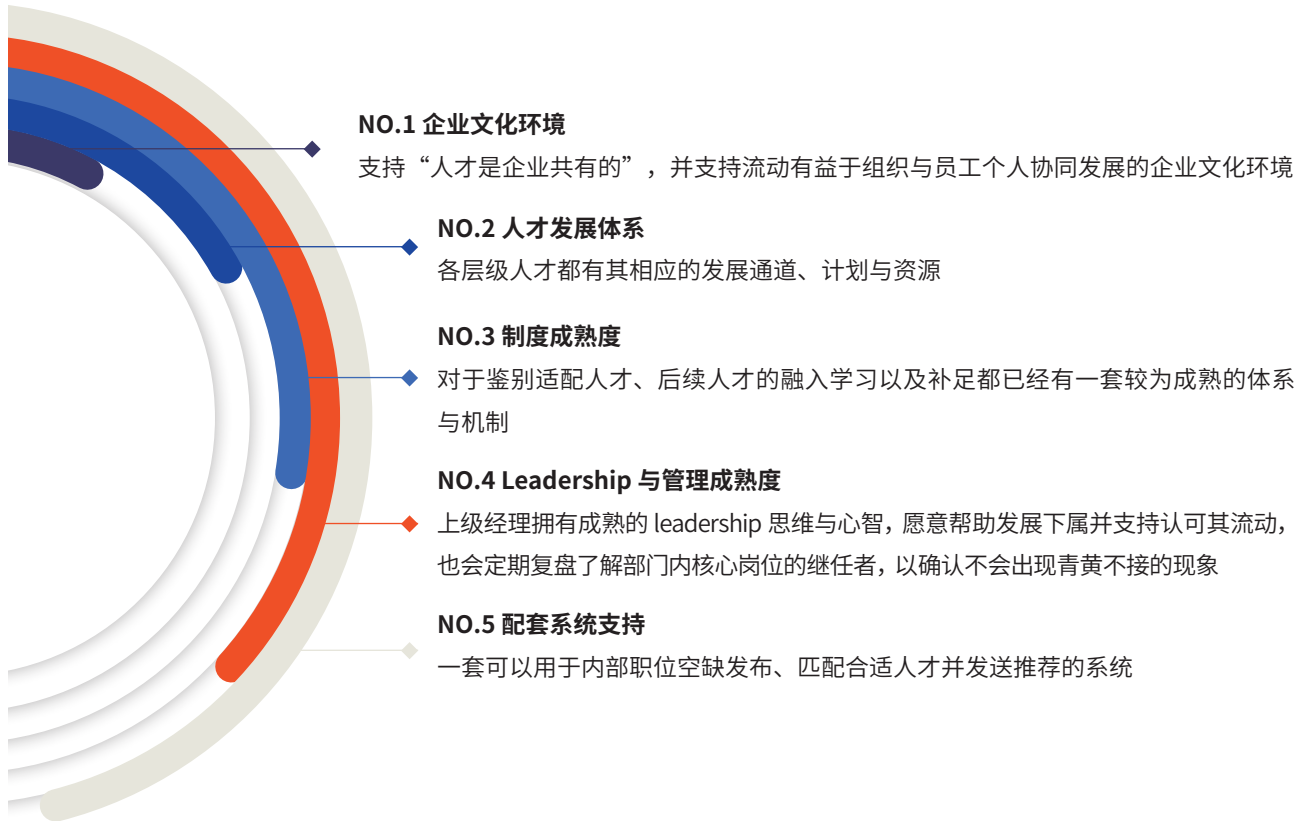 NO.1 企业文化环境
支持“人才是企业共有的”，并支持流动有益于组织与员工个人协同发展的企业文化环境
NO.2 人才发展体系
各层级人才都有其相应的发展通道、计划与资源
NO.3 制度成熟度
对于鉴别适配人才、后续人才的融入学习以及补足都已经有一套较为成熟的体系
与机制
NO.4 Leadership 与管理成熟度
上级经理拥有成熟的 leadership 思维与心智，愿意帮助发展下属并支持认可其流动，
也会定期复盘了解部门内核心岗位的继任者，以确认不会出现青黄不接的现象
NO.5 配套系统支持
一套可以用于内部职位空缺发布、匹配合适人才并发送推荐的系统